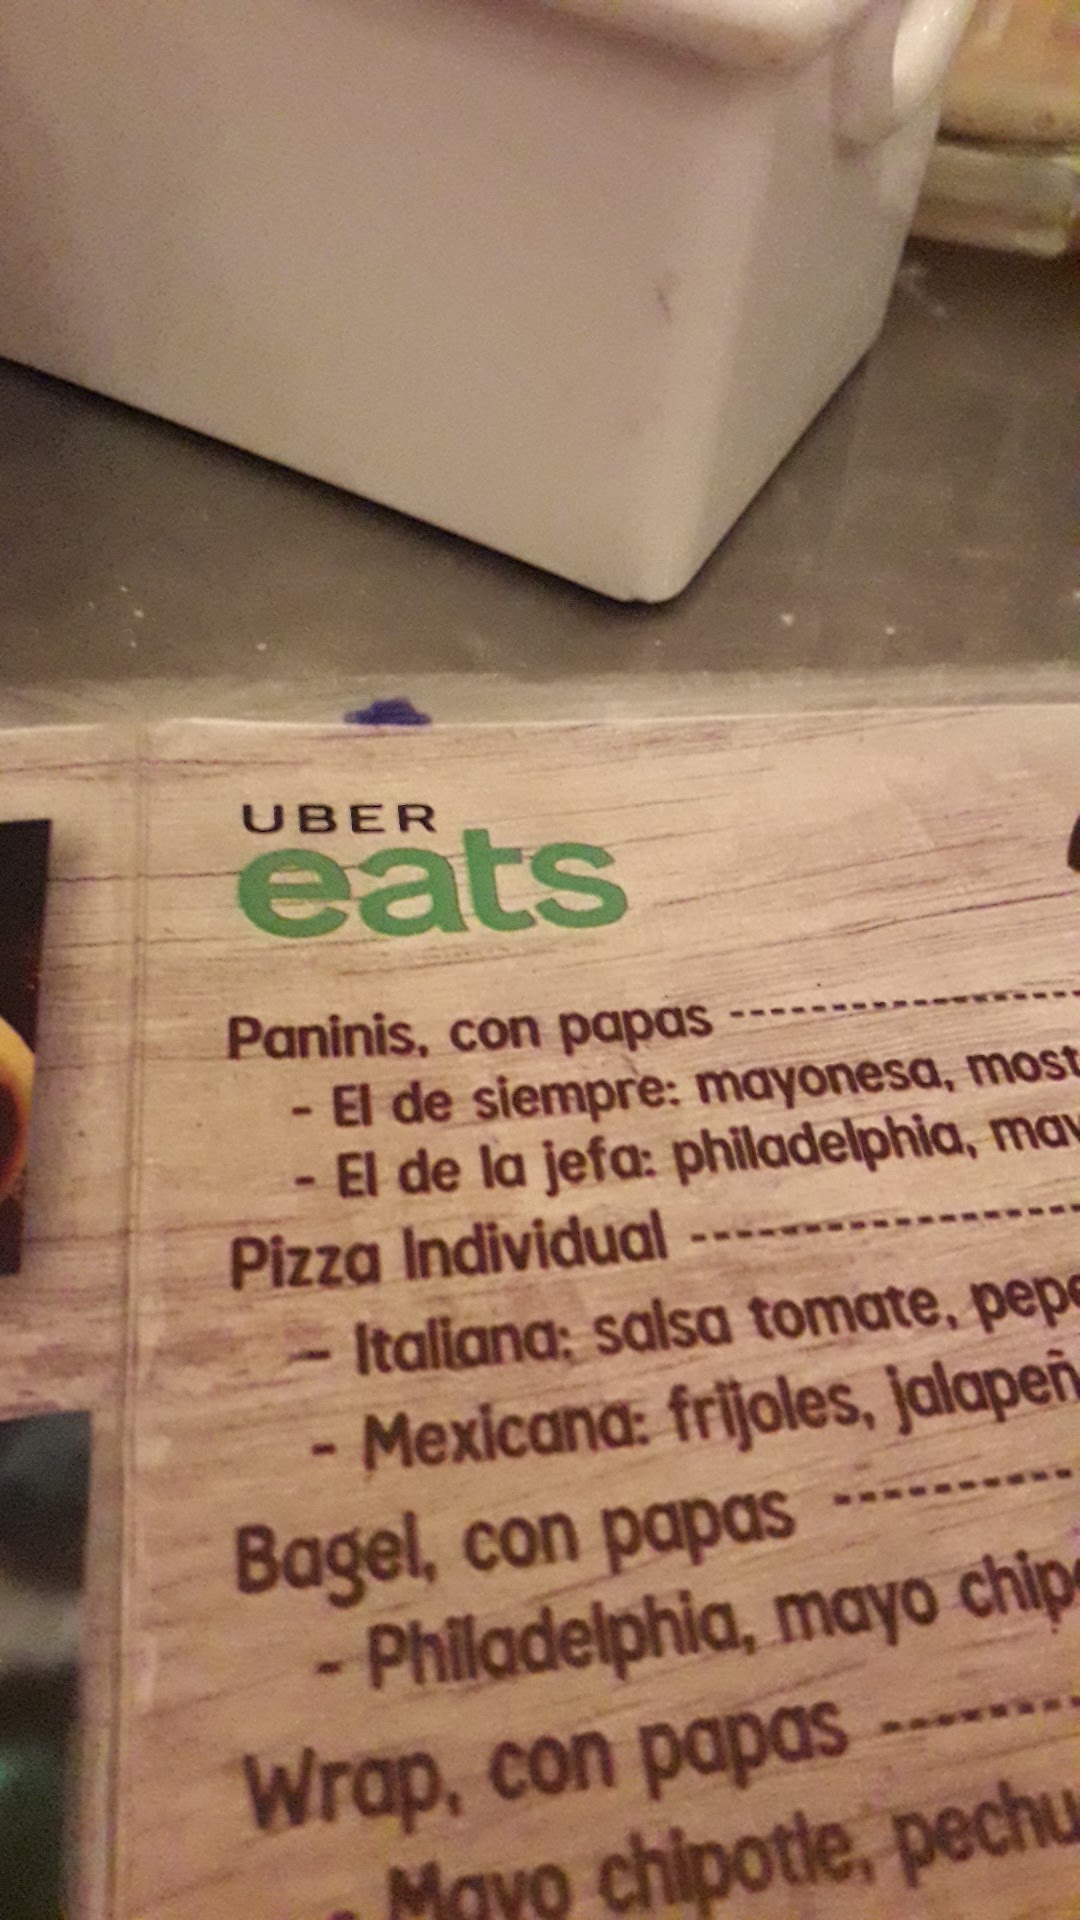 UBER
eats
Paninis, con papas
- El de siempre: mayonesa,
- El de la jefa: philadelphia,
Pizza Individual
- Italiana: salsa tomate,
- Mexicana: frijoles,
Bagel, con papas
- Philadelphia, mayo
Wrap, con papas
- Mayo chipotle,